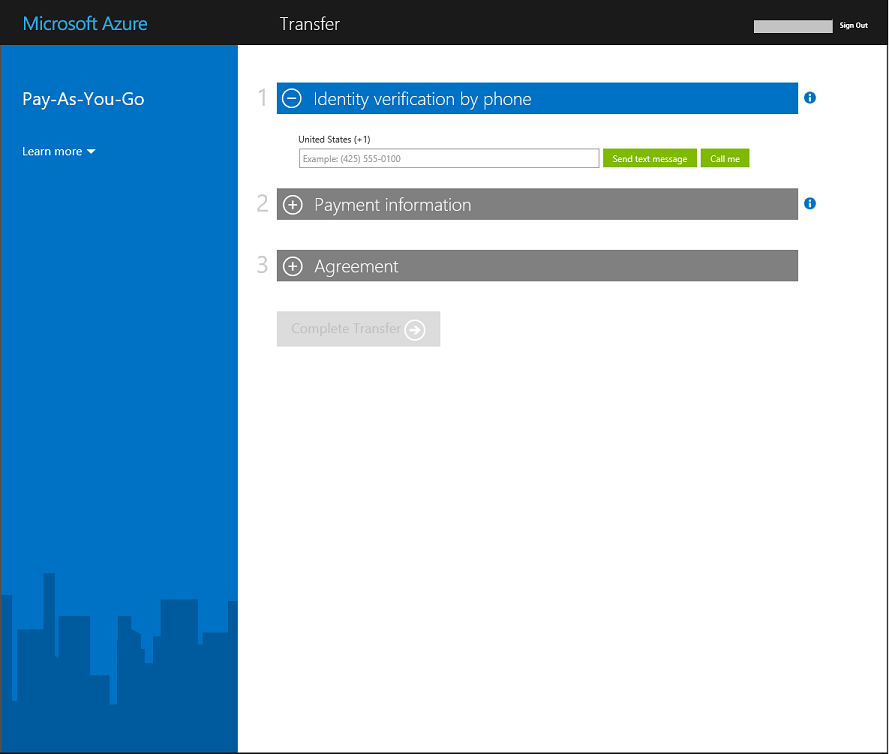 Microsoft Azure
Transfer
Sign Out
Pay-As-You-Go
Learn more
1
Identity verification by phone
United States (+1)
Example: (425) 555-0100
Send text message
Call me
2
Payment information
3
Agreement
Complete Transfer